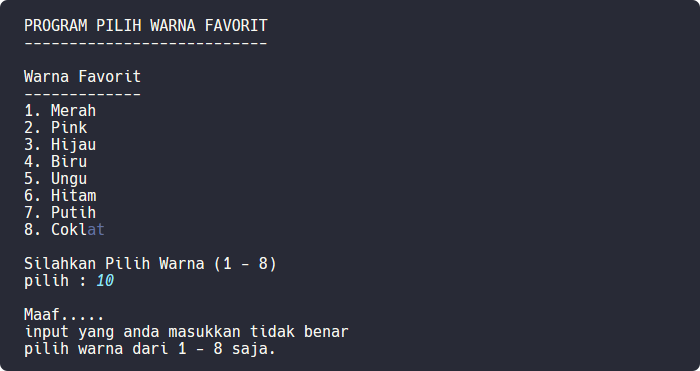 PROGRAM PILIH WARNA FAVORIT
---------------------------
Warna Favorit
-------------
1. Merah
2. Pink
3. Hijau
4. Biru
5. Ungu
6. Hitam
7. Putih
8. Coklat
Silahkan Pilih Warna (1 - 8)
pilih : 10
Maaf.....
input yang anda masukkan tidak benar
pilih warna dari 1 - 8 saja.